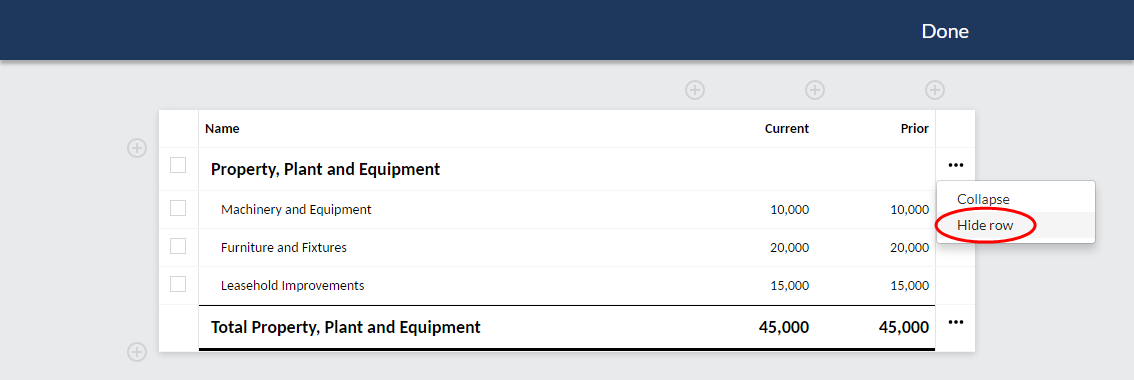 Done
Name Current Prior
Property, Plant and Equipment
Collapse
Machinery and Equipment 10,000 10,000
Hide row
Furniture and Fixtures 20,000 20,000
Leasehold Improvements 15,000 15,000
Total Property, Plant and Equipment 45,000 45,000